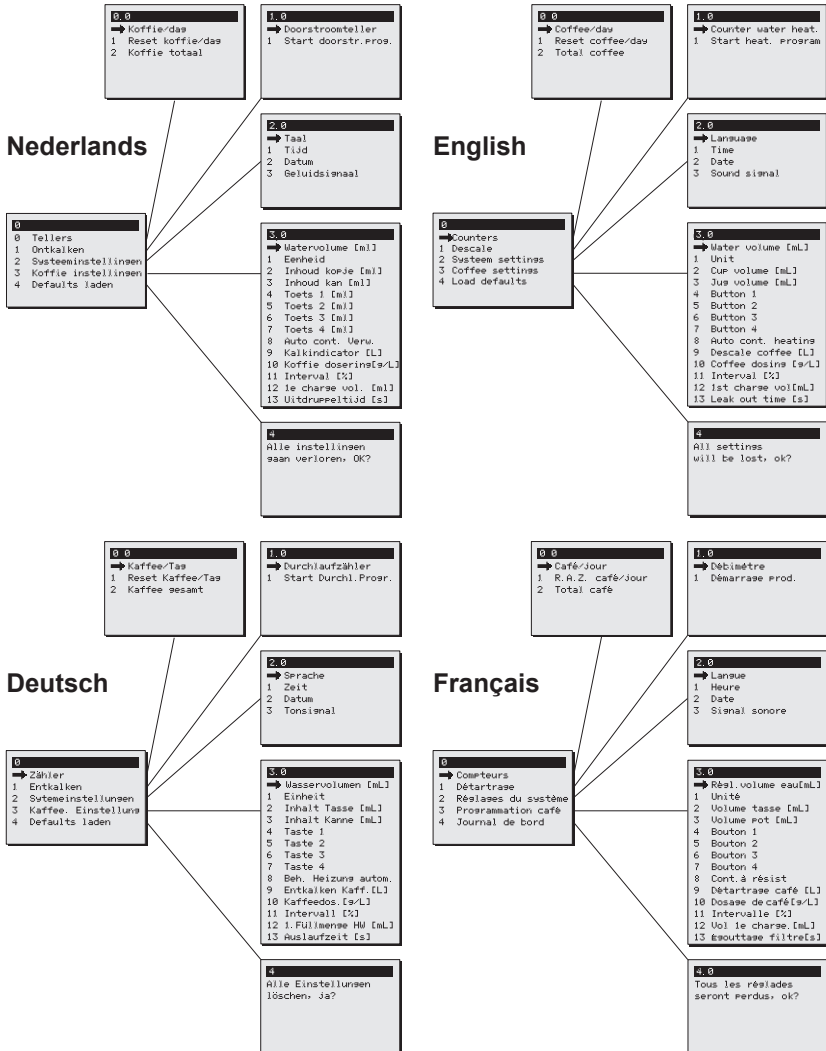 Nederlands
0.0
Koffie/dag
1 Reset koffie/dag
2 Koffie totaal
1.0
Doorstroomteller
1 Start doorstr.prog.
2.0
Taal
1 Tijd
2 Datum
3 Geluidsignaal
0
0 Tellers
1 Ontkalken
2 Systeeminstellingen
3 Koffie instellingen
4 Defaults laden
3.0
Watervolume [ml]
1 Eenheid
2 Inhoud kopje [ml]
3 Inhoud kan [ml]
4 Toets 1 [ml]
5 Toets 2 [ml]
6 Toets 3 [ml]
7 Toets 4 [ml]
8 Auto cont. Verw.
9 Kalkindicator [L]
10 Koffie dosering[g/L]
11 Interval [%]
12 1e charge vol. [ml]
13 Uitdruppeltijd [s]
4
Alle instellingen
gaan verloren, OK?
English
0 0
Coffee/day
1 Reset coffee/day
2 Total coffee
1.0
Counter water heat.
1 Start heat. program
2.0
Language
1 Time
2 Date
3 Sound signal
0
Counters
1 Descale
2 Systeem settings
3 Coffee settings
4 Load defaults
3.0
Water volume [mL]
1 Unit
2 Cup volume [mL]
3 Jug volume [mL]
4 Button 1
5 Button 2
6 Button 3
7 Button 4
8 Auto cont. heating
9 Descale coffee [L]
10 Coffee dosing [g/L]
11 Interval [%]
12 1st charge vol[mL]
13 Leak out time [s]
4
All settings
will be lost, ok?
Deutsch
0 0
Kaffee/Tag
1 Reset Kaffee/Tag
2 Kaffee gesamt
1.0
Durchlaufzähler
1 Start Durchl.Progr.
2.0
Sprache
1 Zeit
2 Datum
3 Tonsignal
0
Zähler
1 Entkalken
2 Sytemeinstellungen
3 Kaffee. Einstellung
4 Defaults laden
3.0
Wasservolumen [mL]
1 Einheit
2 Inhalt Tasse [mL]
3 Inhalt Kanne [mL]
4 Taste 1
5 Taste 2
6 Taste 3
7 Taste 4
8 Beh. Heizung autom.
9 Entkalken Kaff.[L]
10 Kaffeedos.[g/L]
11 Intervall [%]
12 1.Füllmenge HW [mL]
13 Auslaufzeit [s]
4
Alle Einstellungen
löschen, ja?
Français
0 0
Café/jour
1 R.A.Z. café/jour
2 Total café
1.0
Débimétre
1 Démarrage prod.
2.0
Langue
1 Heure
2 Date
3 Signal sonore
0
Compteurs
1 Détartrage
2 Réglages du système
3 Programmation café
4 Journal de bord
3.0
Régl.volume eau[mL]
1 Unité
2 Volume tasse [mL]
3 Volume pot [mL]
4 Bouton 1
5 Bouton 2
6 Bouton 3
7 Bouton 4
8 Cont.à résist
9 Détartrage café [L]
10 Dosage de café[g/L]
11 Intervalle [%]
12 Vol 1e charge.[mL]
13 égouttage filtre[s]
4.0
Tous les réglades
seront perdus, ok?